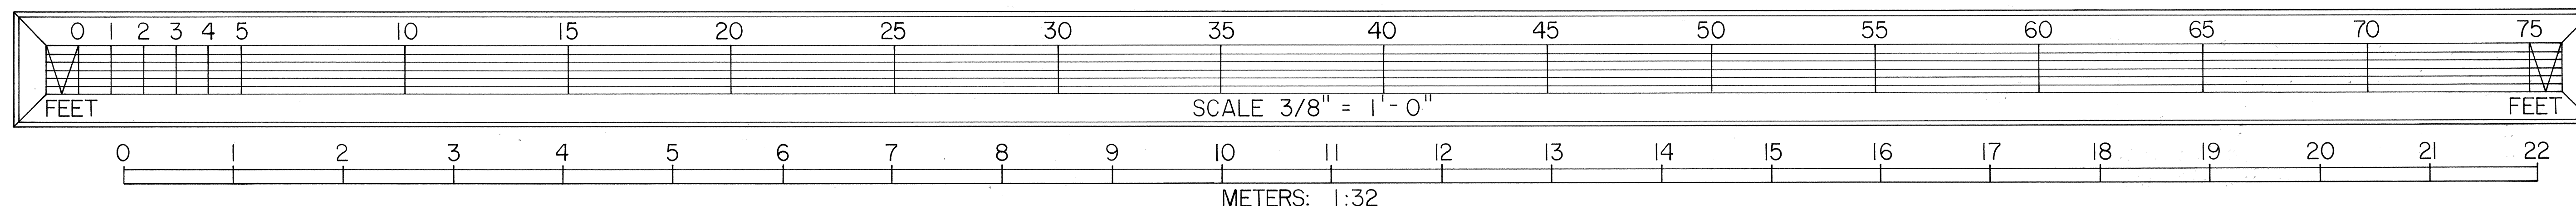 0 1 2 3 4 5 10 15 20 25 30 35 40 45 50 55 60 65 70 75
FEET SCALE 3/8" = 1'-0" FEET
0 1 2 3 4 5 6 7 8 9 10 11 12 13 14 15 16 17 18 19 20 21 22
METERS: 1:32